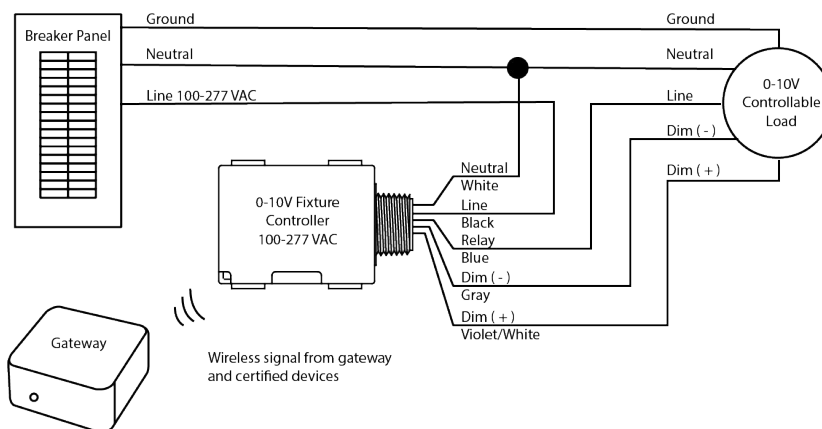 Ground
Ground
Breaker Panel
Neutral
Neutral
0-10V
Controllable
Load
Line 100-277 VAC
Line
Dim ( - )
Dim ( + )
Neutral
White
0-10V Fixture
Controller
100-277 VAC
Line
Black
Relay
Blue
Dim ( - )
Gray
Dim ( + )
Violet/White
Gateway
Wireless signal from gateway
and certified devices